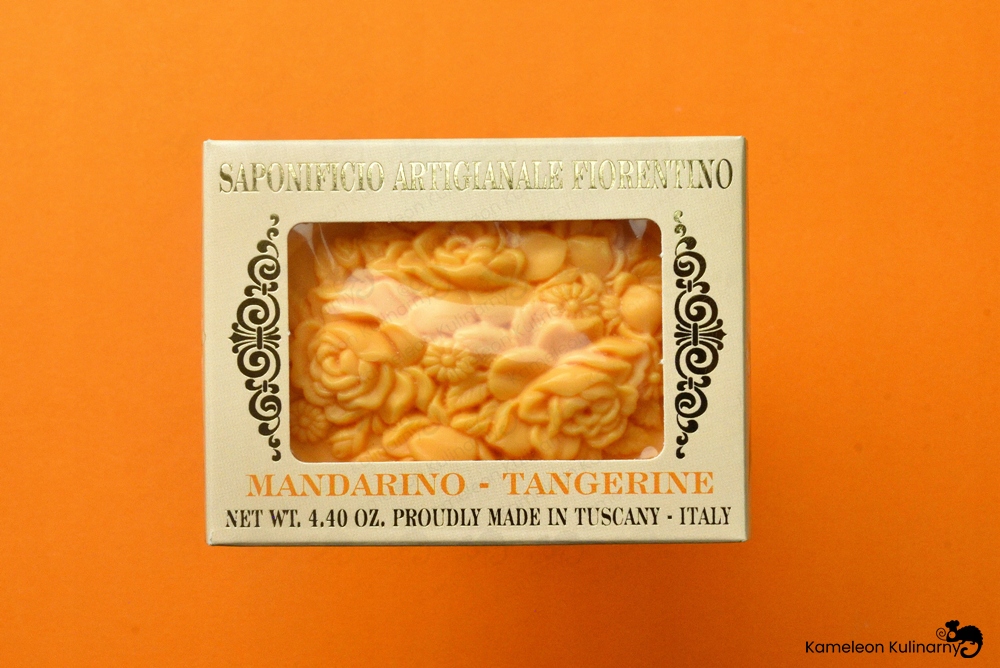 SAPONIFICIO ARTIGIANALE FIORENTINO
MANDARINO - TANGERINE
NET WT. 4.40 OZ. PROUDLY MADE IN TUSCANY - ITALY
Kameleon Kulinarny